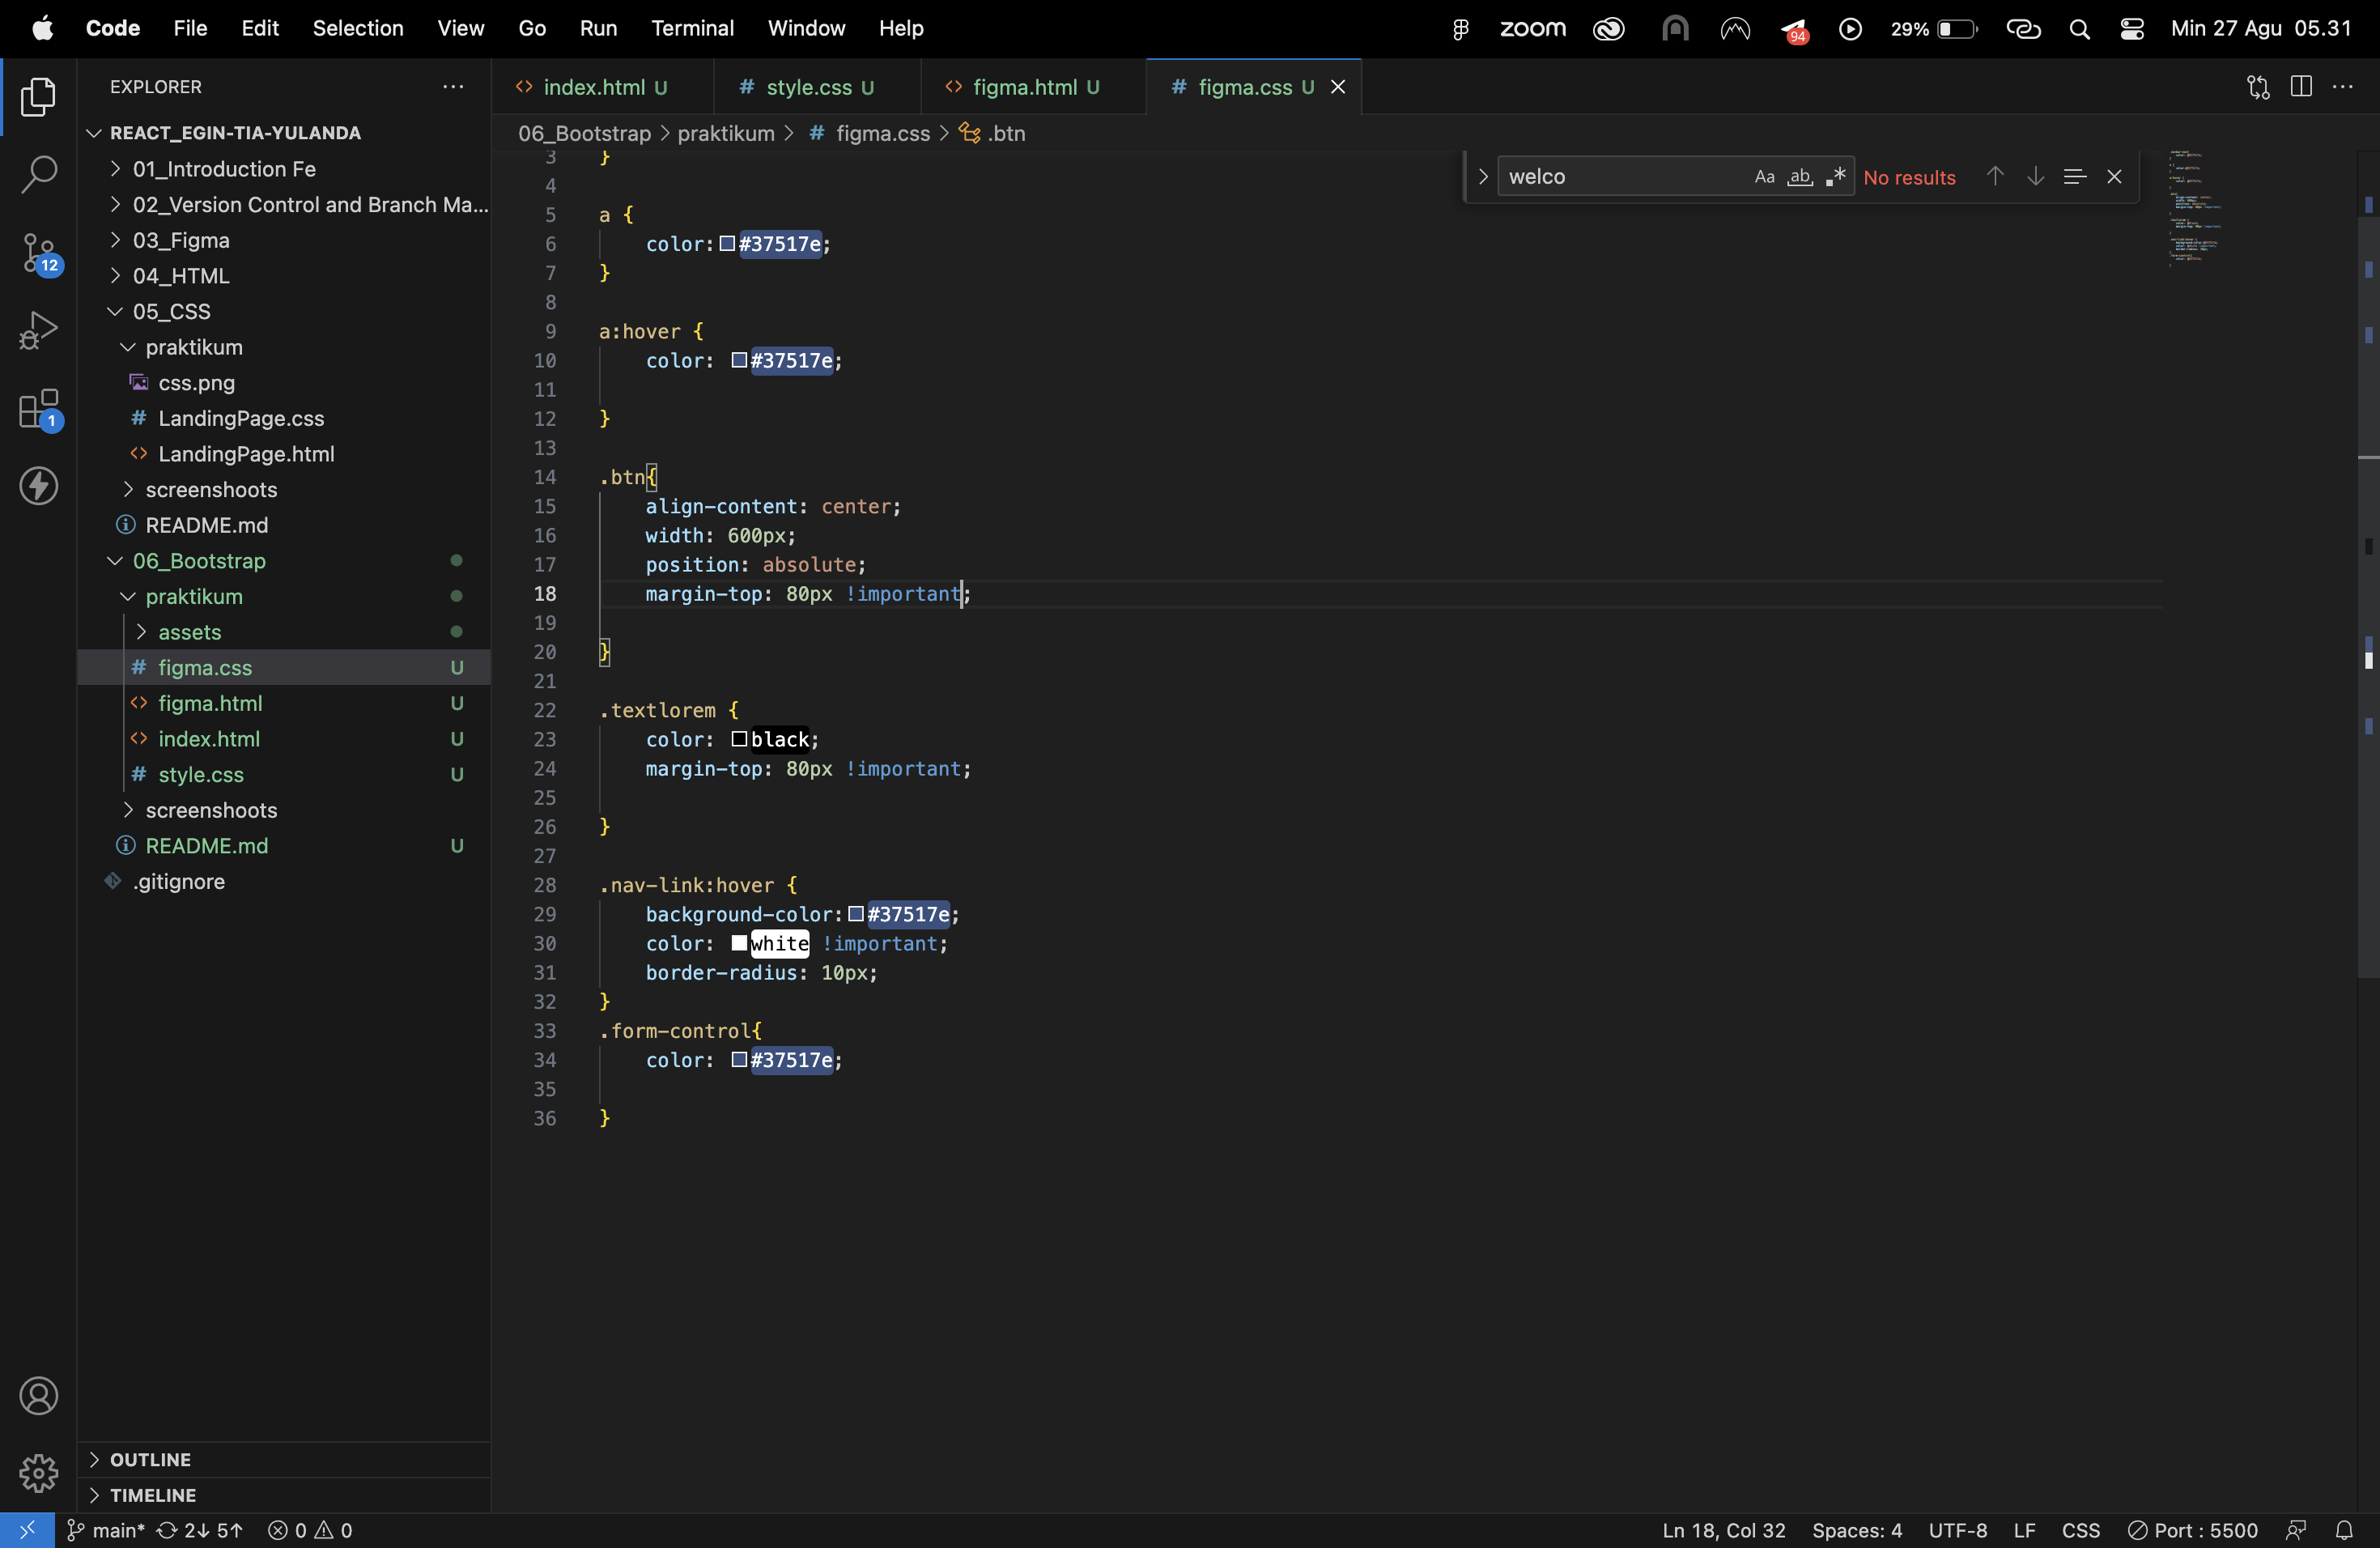 Code File Edit Selection View Go Run Terminal Window Help zoom 94 29% Min 27 Agu 05.31
EXPLORER
index.html U
style.css U
figma.html U
figma.css U
REACT_EGIN-TIA-YULANDA
01_Introduction Fe
02_Version Control and Branch Ma...
03_Figma
04_HTML
05_CSS
praktikum
css.png
LandingPage.css
LandingPage.html
screenshoots
README.md
06_Bootstrap
praktikum
assets
figma.css U
figma.html U
index.html U
style.css U
screenshoots
README.md U
.gitignore
OUTLINE
TIMELINE
12
1
06_Bootstrap > praktikum > # figma.css > .btn
welco Aa ab .* No results
3 }
4
5 a {
6 color: #37517e;
7 }
8
9 a:hover {
10 color: #37517e;
11
12 }
13
14 .btn{
15 align-content: center;
16 width: 600px;
17 position: absolute;
18 margin-top: 80px !important;
19
20 }
21
22 .textlorem {
23 color: black;
24 margin-top: 80px !important;
25
26 }
27
28 .nav-link:hover {
29 background-color: #37517e;
30 color: white !important;
31 border-radius: 10px;
32 }
33 .form-control{
34 color: #37517e;
35
36 }
main* 2↓ 5↑ 0 0 Ln 18, Col 32 Spaces: 4 UTF-8 LF CSS Port : 5500